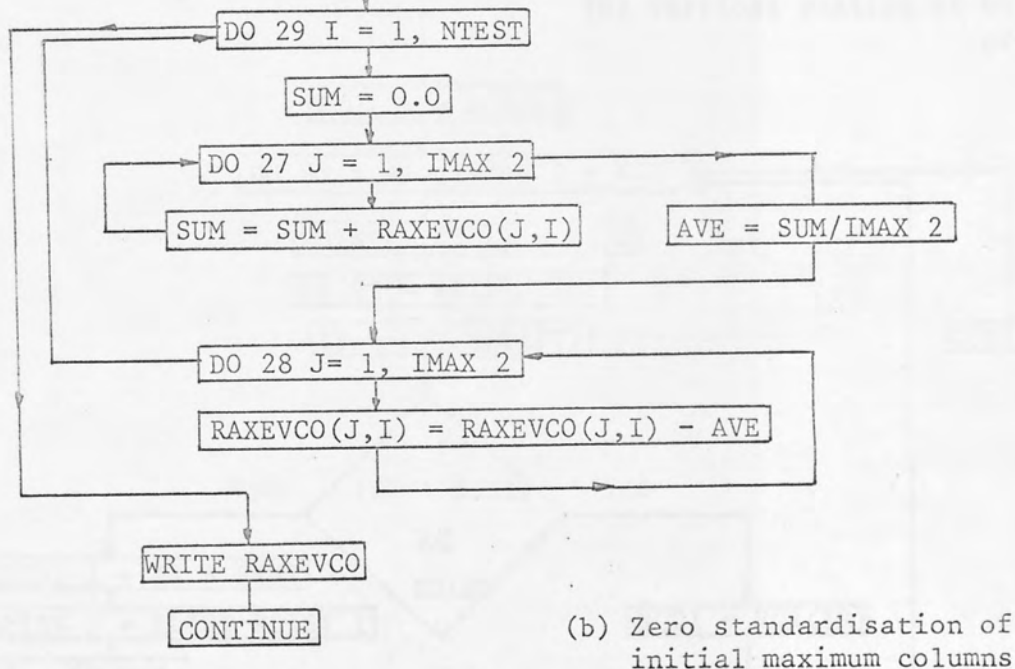 DO 29 I = 1, NTEST
SUM = 0.0
DO 27 J = 1, IMAX 2
SUM = SUM + RAXEVCO(J,I)
AVE = SUM/IMAX 2
DO 28 J= 1, IMAX 2
RAXEVCO(J,I) = RAXEVCO(J,I) - AVE
WRITE RAXEVCO
CONTINUE
(b) Zero standardisation of
initial maximum columns